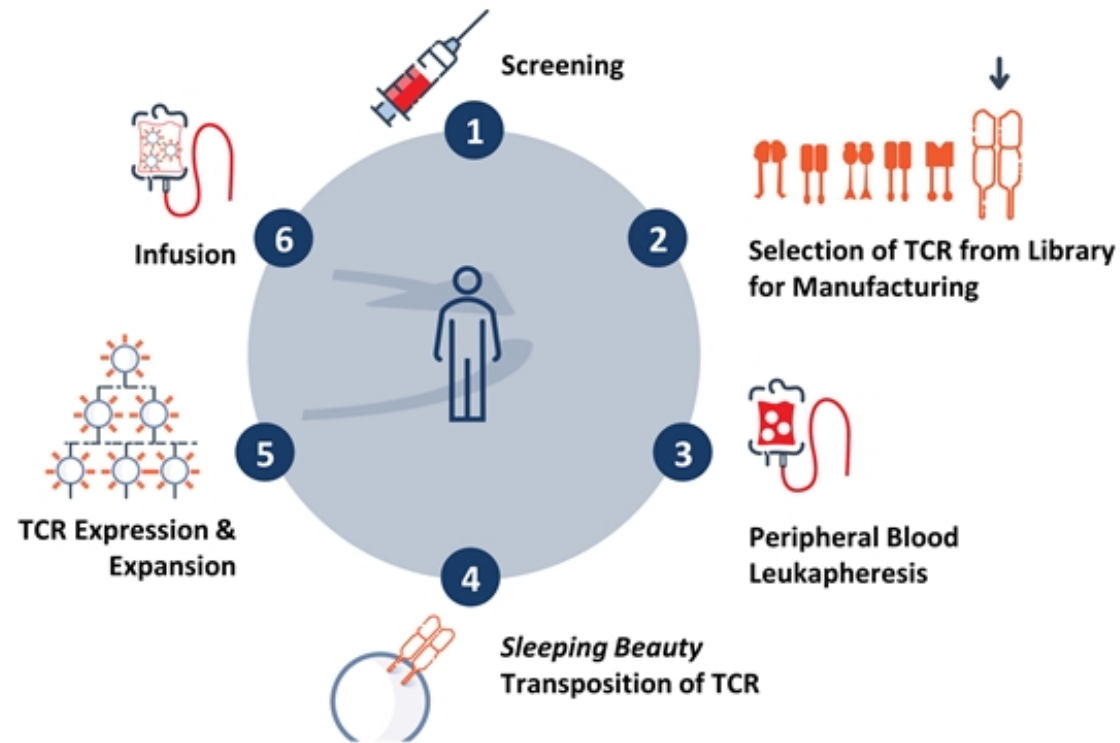 1
Screening
2
Selection of TCR from Library
for Manufacturing
3
Peripheral Blood
Leukapheresis
4
Sleeping Beauty
Transposition of TCR
5
TCR Expression &
Expansion
6
Infusion